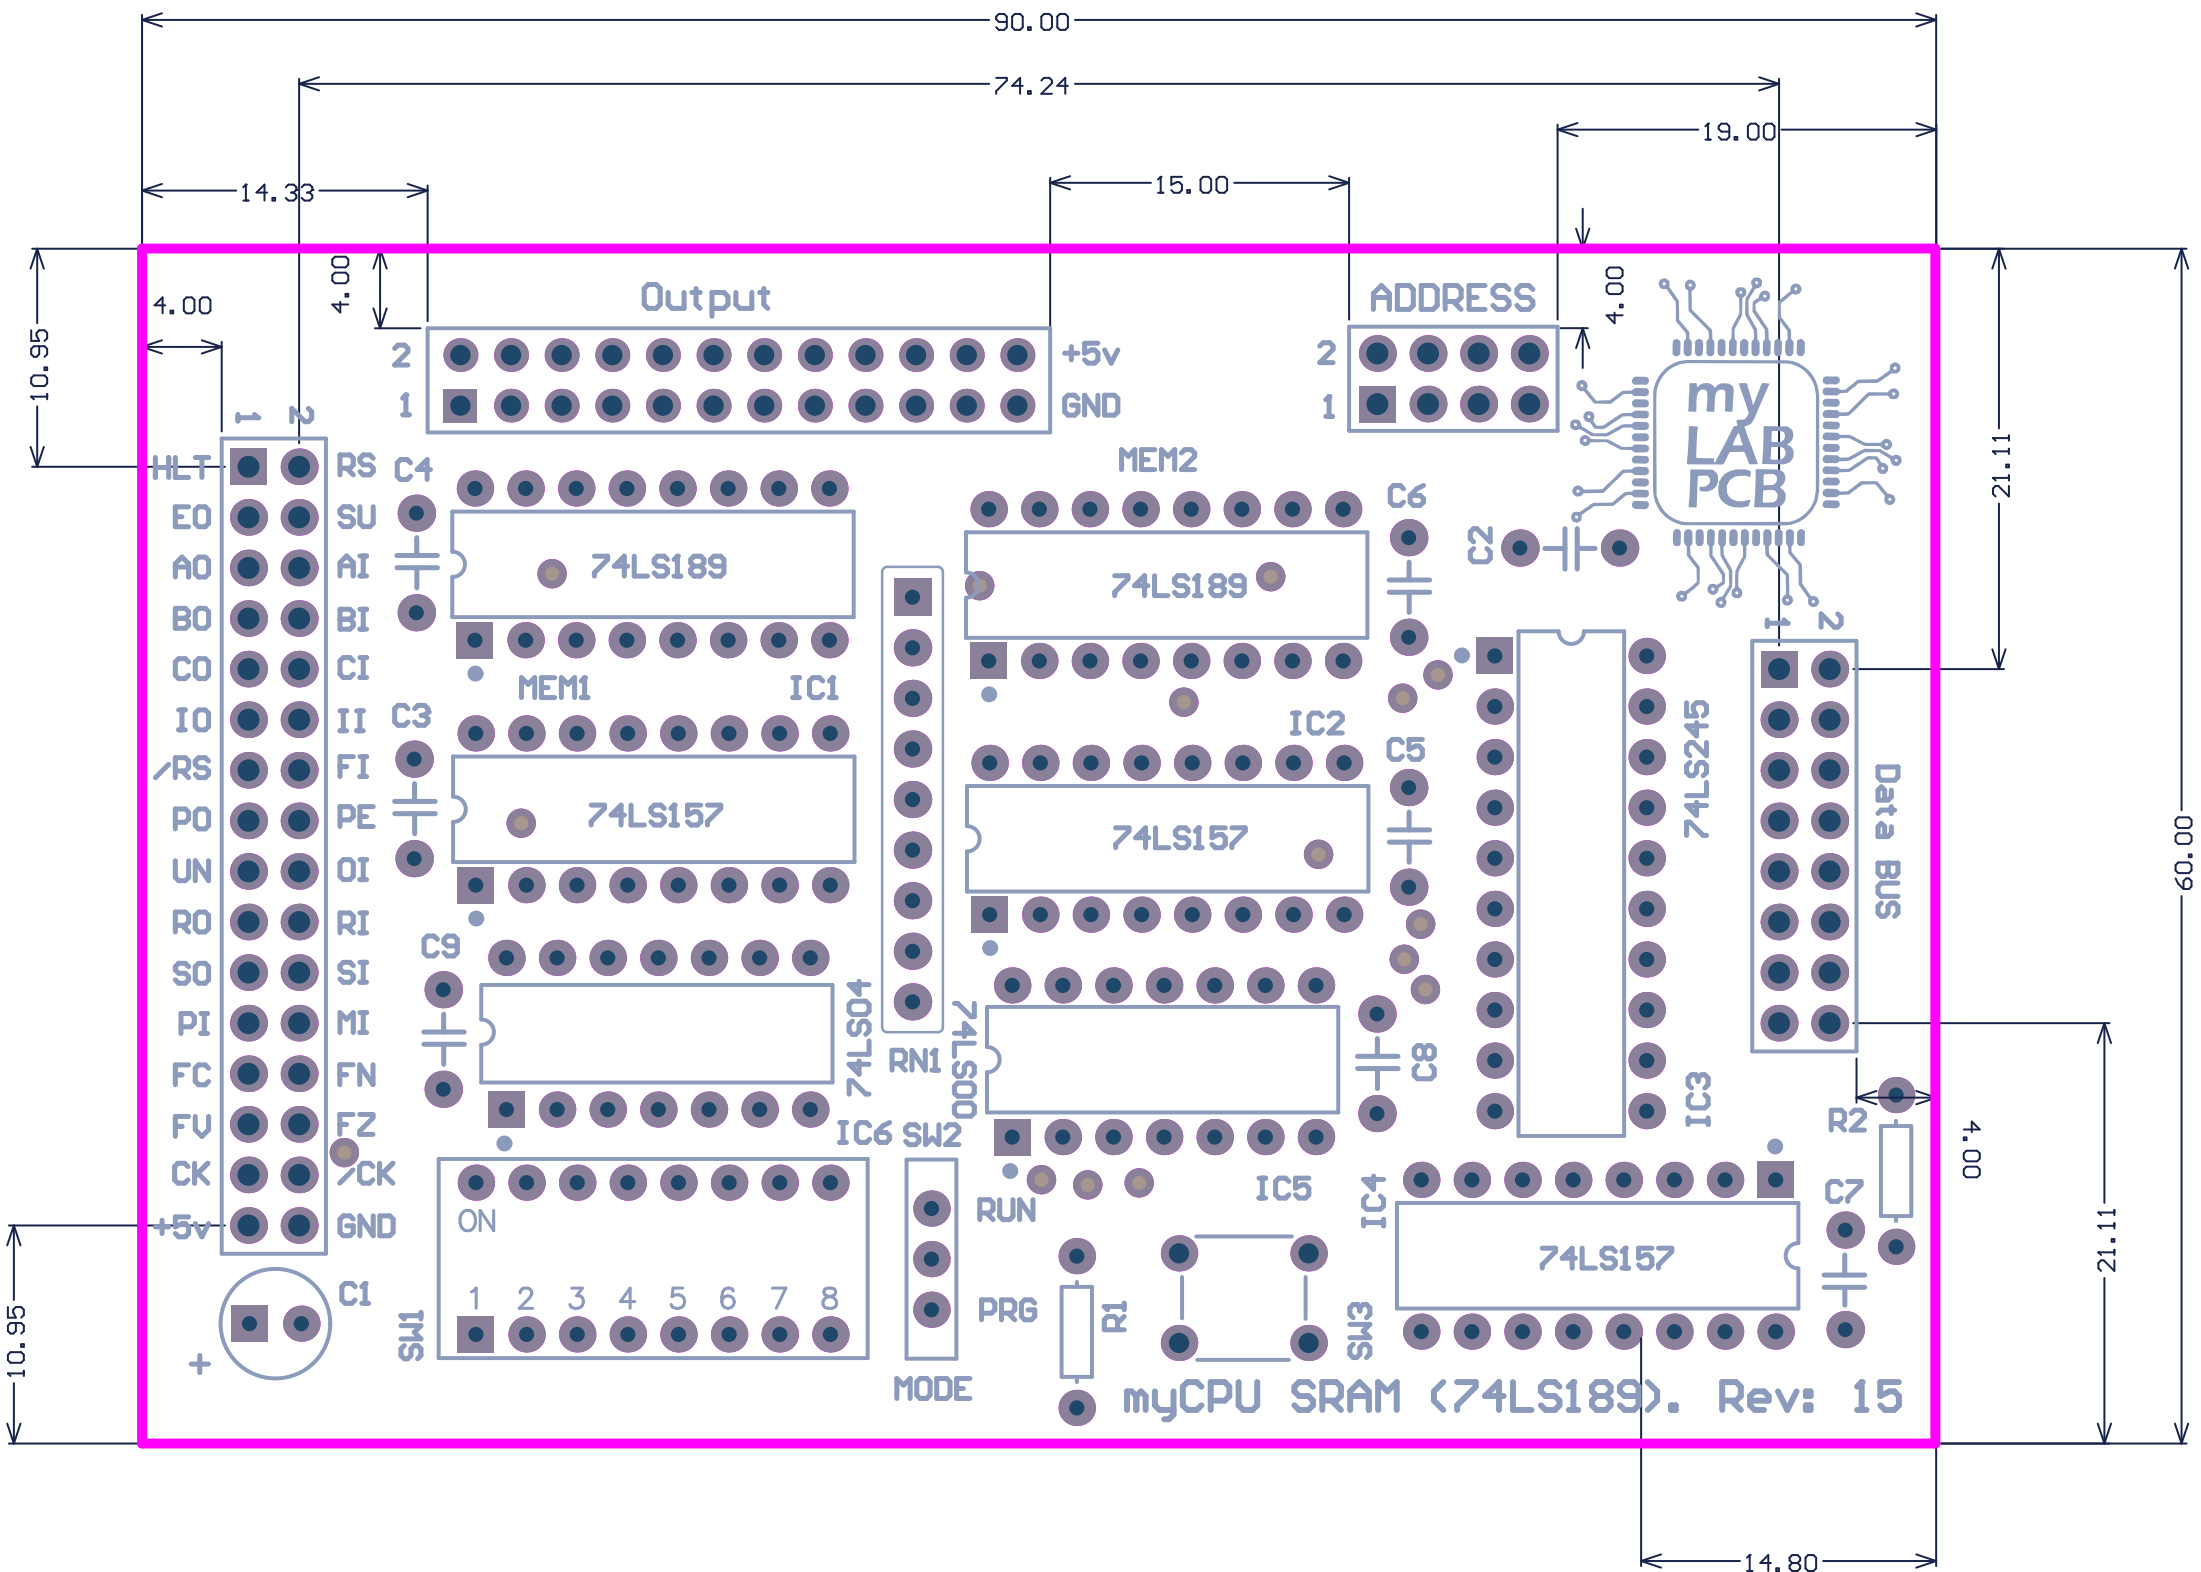 90.00
74.24
19.00
14.33
15.00
4.00
4.00
4.00
10.95
Output
ADDRESS
2
+5v
1
GND
2
1
my
LAB
PCB
21.11
60.00
1
2
HLT
RS
EO
SU
AO
AI
BO
BI
CO
CI
IO
II
/RS
FI
PO
PE
UN
OI
RO
RI
SO
SI
PI
MI
FC
FN
FV
FZ
CK
/CK
+5v
GND
C4
74LS189
MEM1
IC1
MEM2
74LS189
IC2
C6
C2
C3
74LS157
74LS157
C5
74LS245
IC3
1
2
Data BUS
C9
74LS04
IC6
RN1
74LS00
IC5
C8
SW2
RUN
PRG
MODE
ON
1 2 3 4 5 6 7 8
SW1
C1
+
10.95
R1
SW3
IC4
74LS157
C7
R2
4.00
21.11
myCPU SRAM (74LS189). Rev: 15
14.80